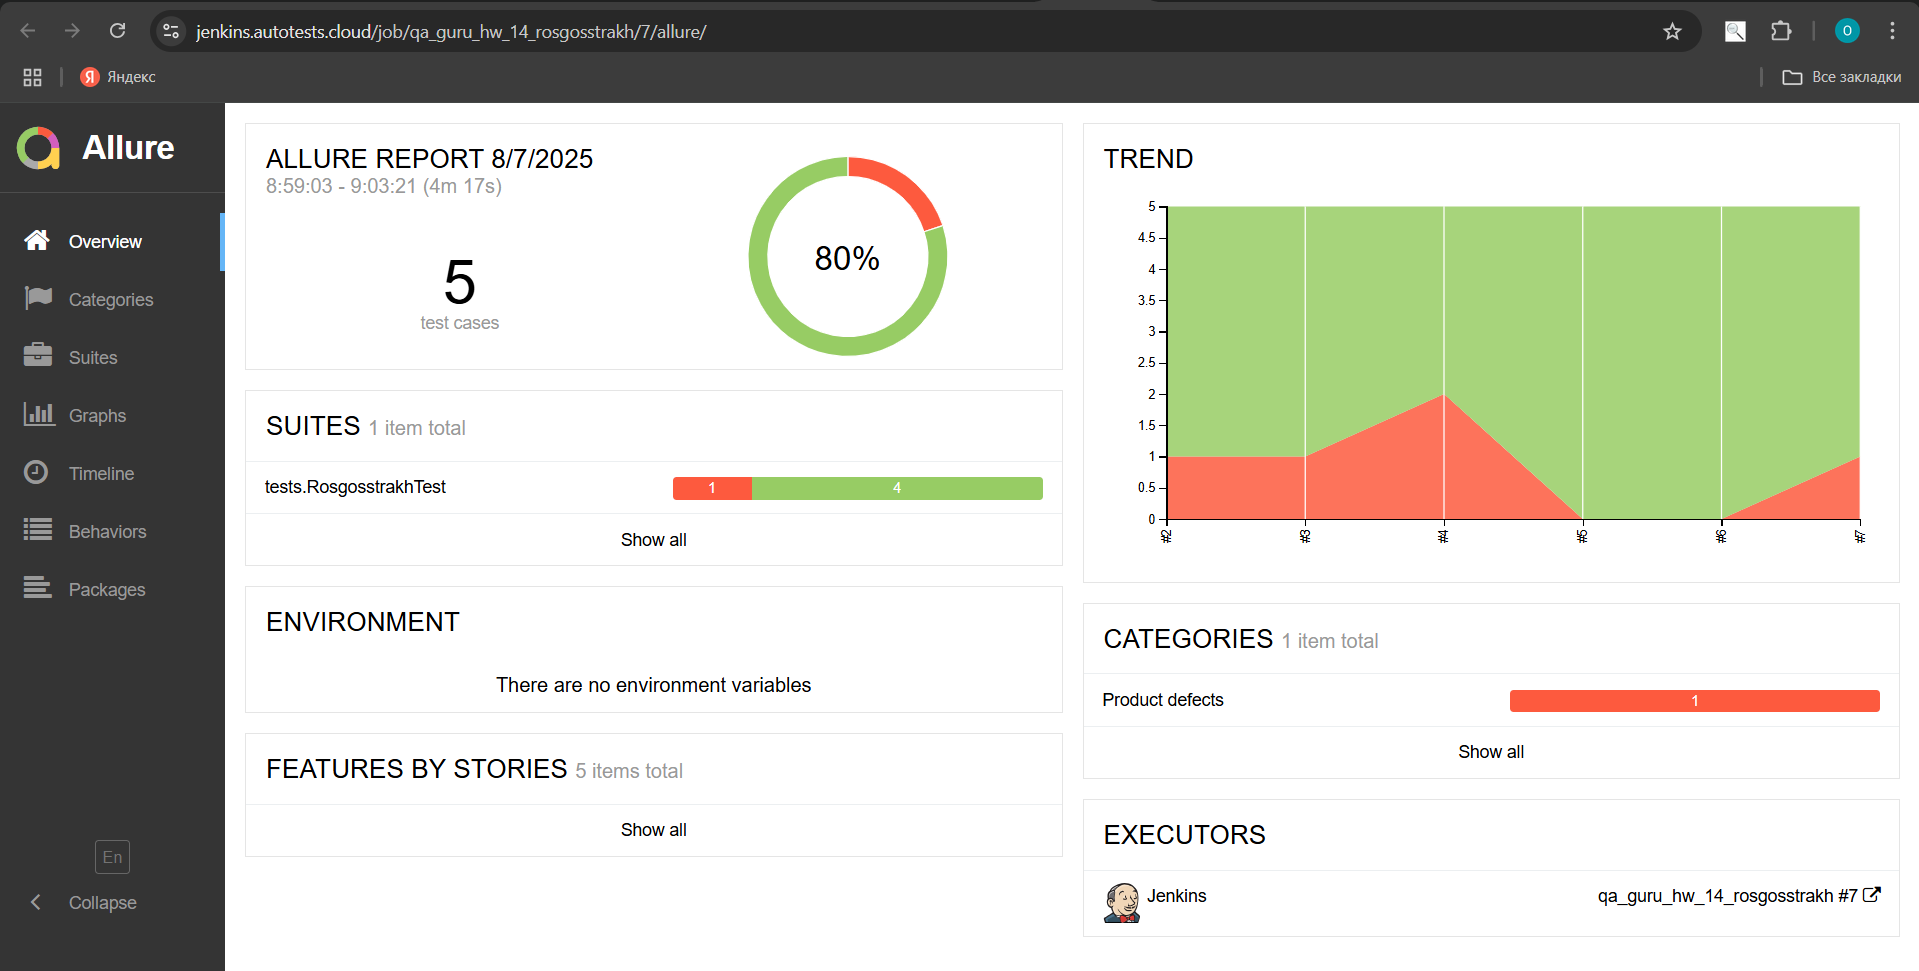 jenkins.autotests.cloud/job/qa_guru_hw_14_rosgosstrakh/7/allure/
O
Я Яндекс
Все закладки
Allure
Overview
Categories
Suites
Graphs
Timeline
Behaviors
Packages
En
Collapse
ALLURE REPORT 8/7/2025
8:59:03 - 9:03:21 (4m 17s)
5
test cases
80%
SUITES 1 item total
tests.RosgosstrakhTest 1 4
Show all
ENVIRONMENT
There are no environment variables
FEATURES BY STORIES 5 items total
Show all
TREND
5
4.5
4
3.5
3
2.5
2
1.5
1
0.5
0
#2 #3 #4 #5 #6 #7
CATEGORIES 1 item total
Product defects 1
Show all
EXECUTORS
Jenkins qa_guru_hw_14_rosgosstrakh #7